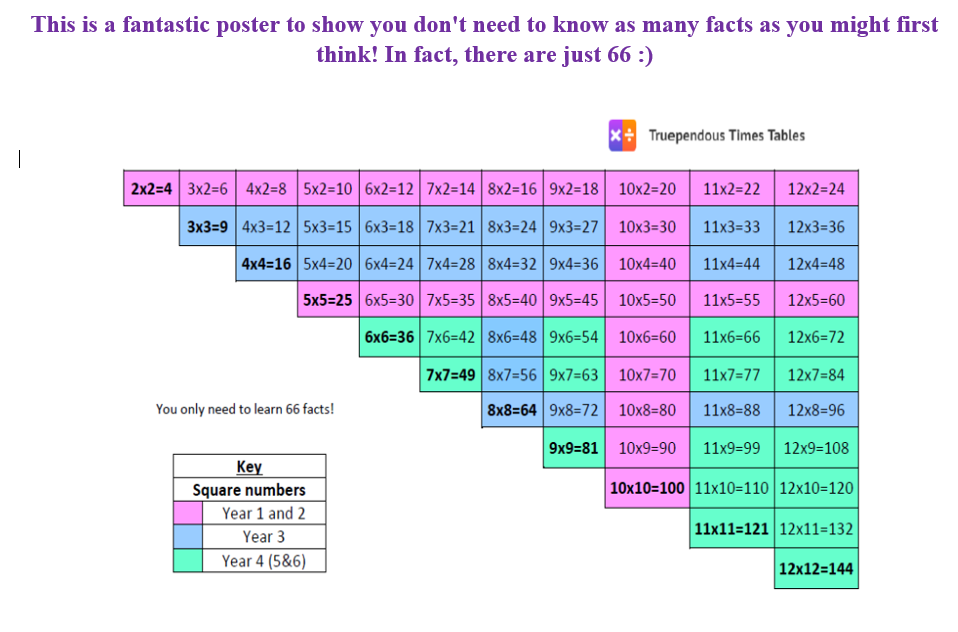 This is a fantastic poster to show you don't need to know as many facts as you might first
think! In fact, there are just 66 :)
×÷ Truependous Times Tables
2x2=4 3x2=6 4x2=8 5x2=10 6x2=12 7x2=14 8x2=16 9x2=18 10x2=20 11x2=22 12x2=24
3x3=9 4x3=12 5x3=15 6x3=18 7x3=21 8x3=24 9x3=27 10x3=30 11x3=33 12x3=36
4x4=16 5x4=20 6x4=24 7x4=28 8x4=32 9x4=36 10x4=40 11x4=44 12x4=48
5x5=25 6x5=30 7x5=35 8x5=40 9x5=45 10x5=50 11x5=55 12x5=60
6x6=36 7x6=42 8x6=48 9x6=54 10x6=60 11x6=66 12x6=72
7x7=49 8x7=56 9x7=63 10x7=70 11x7=77 12x7=84
8x8=64 9x8=72 10x8=80 11x8=88 12x8=96
9x9=81 10x9=90 11x9=99 12x9=108
10x10=100 11x10=110 12x10=120
11x11=121 12x11=132
12x12=144
You only need to learn 66 facts!
Key
Square numbers
Year 1 and 2
Year 3
Year 4 (5&6)